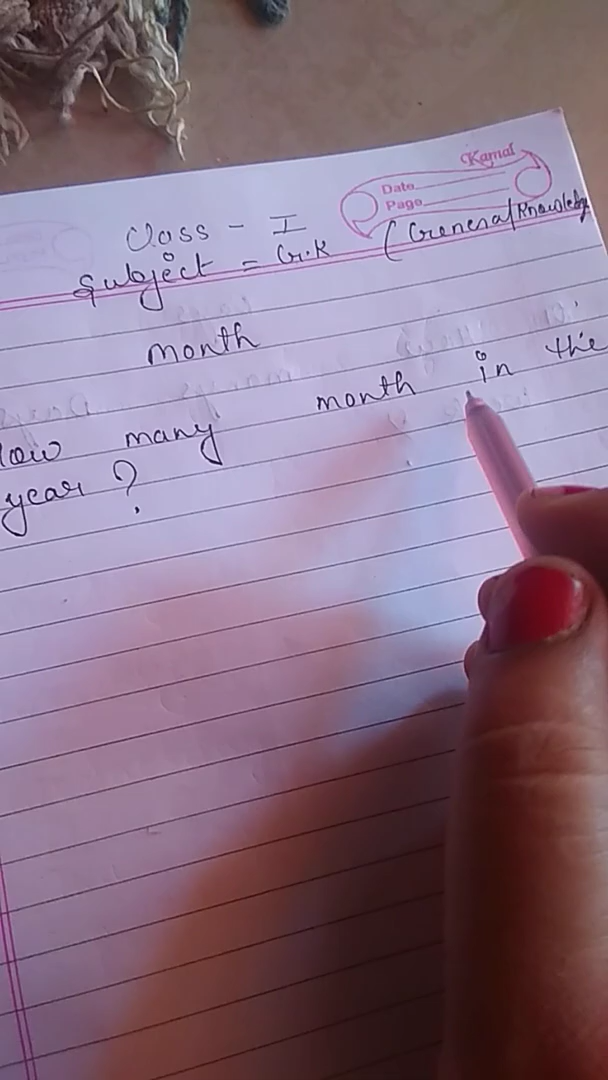 Kamal
Date
Page
Class - I
Subject = G.K (General Knowledge
month
How many month in the
year ?